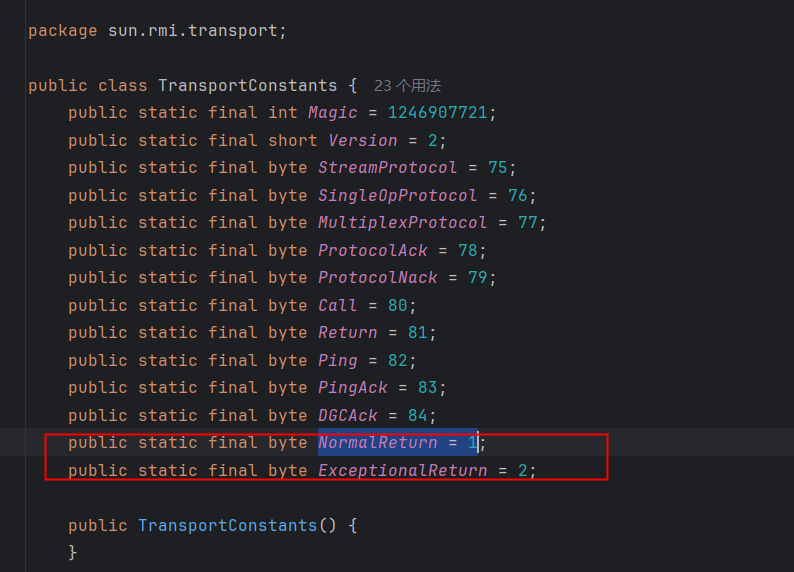 package sun.rmi.transport;
public class TransportConstants { 23 个用法
public static final int Magic = 1246907721;
public static final short Version = 2;
public static final byte StreamProtocol = 75;
public static final byte SingleOpProtocol = 76;
public static final byte MultiplexProtocol = 77;
public static final byte ProtocolAck = 78;
public static final byte ProtocolNack = 79;
public static final byte Call = 80;
public static final byte Return = 81;
public static final byte Ping = 82;
public static final byte PingAck = 83;
public static final byte DGCAck = 84;
public static final byte NormalReturn = 1;
public static final byte ExceptionalReturn = 2;
public TransportConstants() {
}